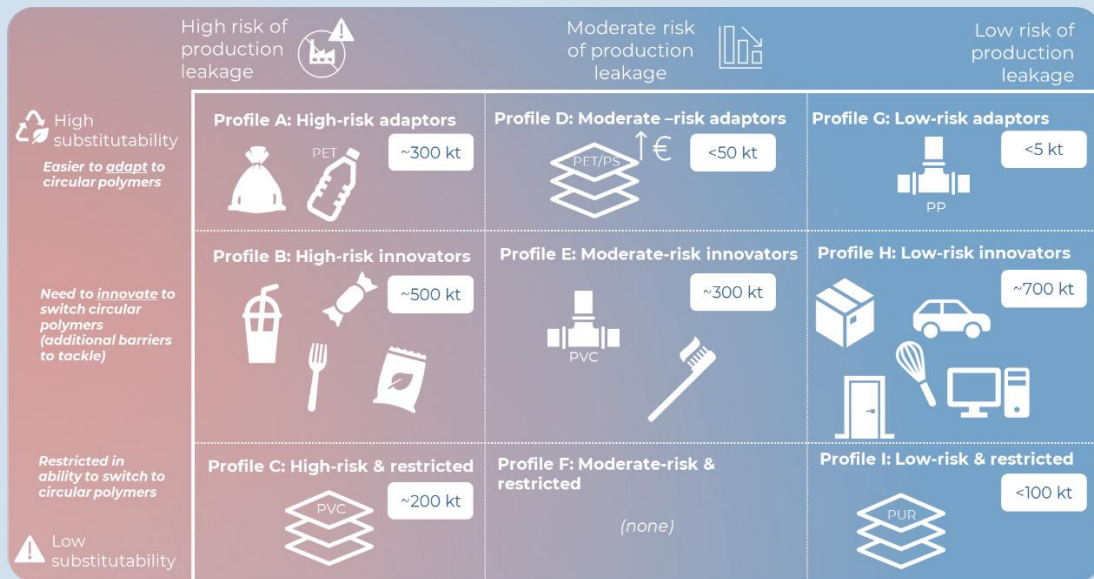 High risk of
production
leakage
Moderate risk
of production
leakage
Low risk of
production
leakage
High
substitutability
Easier to adapt to
circular polymers
Profile A: High-risk adaptors
PET
~300 kt
Profile D: Moderate –risk adaptors
PET/PS
€
<50 kt
Profile G: Low-risk adaptors
<5 kt
PP
Need to innovate to
switch circular
polymers
(additional barriers
to tackle)
Profile B: High-risk innovators
~500 kt
Profile E: Moderate-risk innovators
~300 kt
PVC
Profile H: Low-risk innovators
~700 kt
Restricted in
ability to switch to
circular polymers
Low
substitutability
Profile C: High-risk & restricted
PVC
~200 kt
Profile F: Moderate-risk &
restricted
(none)
Profile I: Low-risk & restricted
PUR
<100 kt